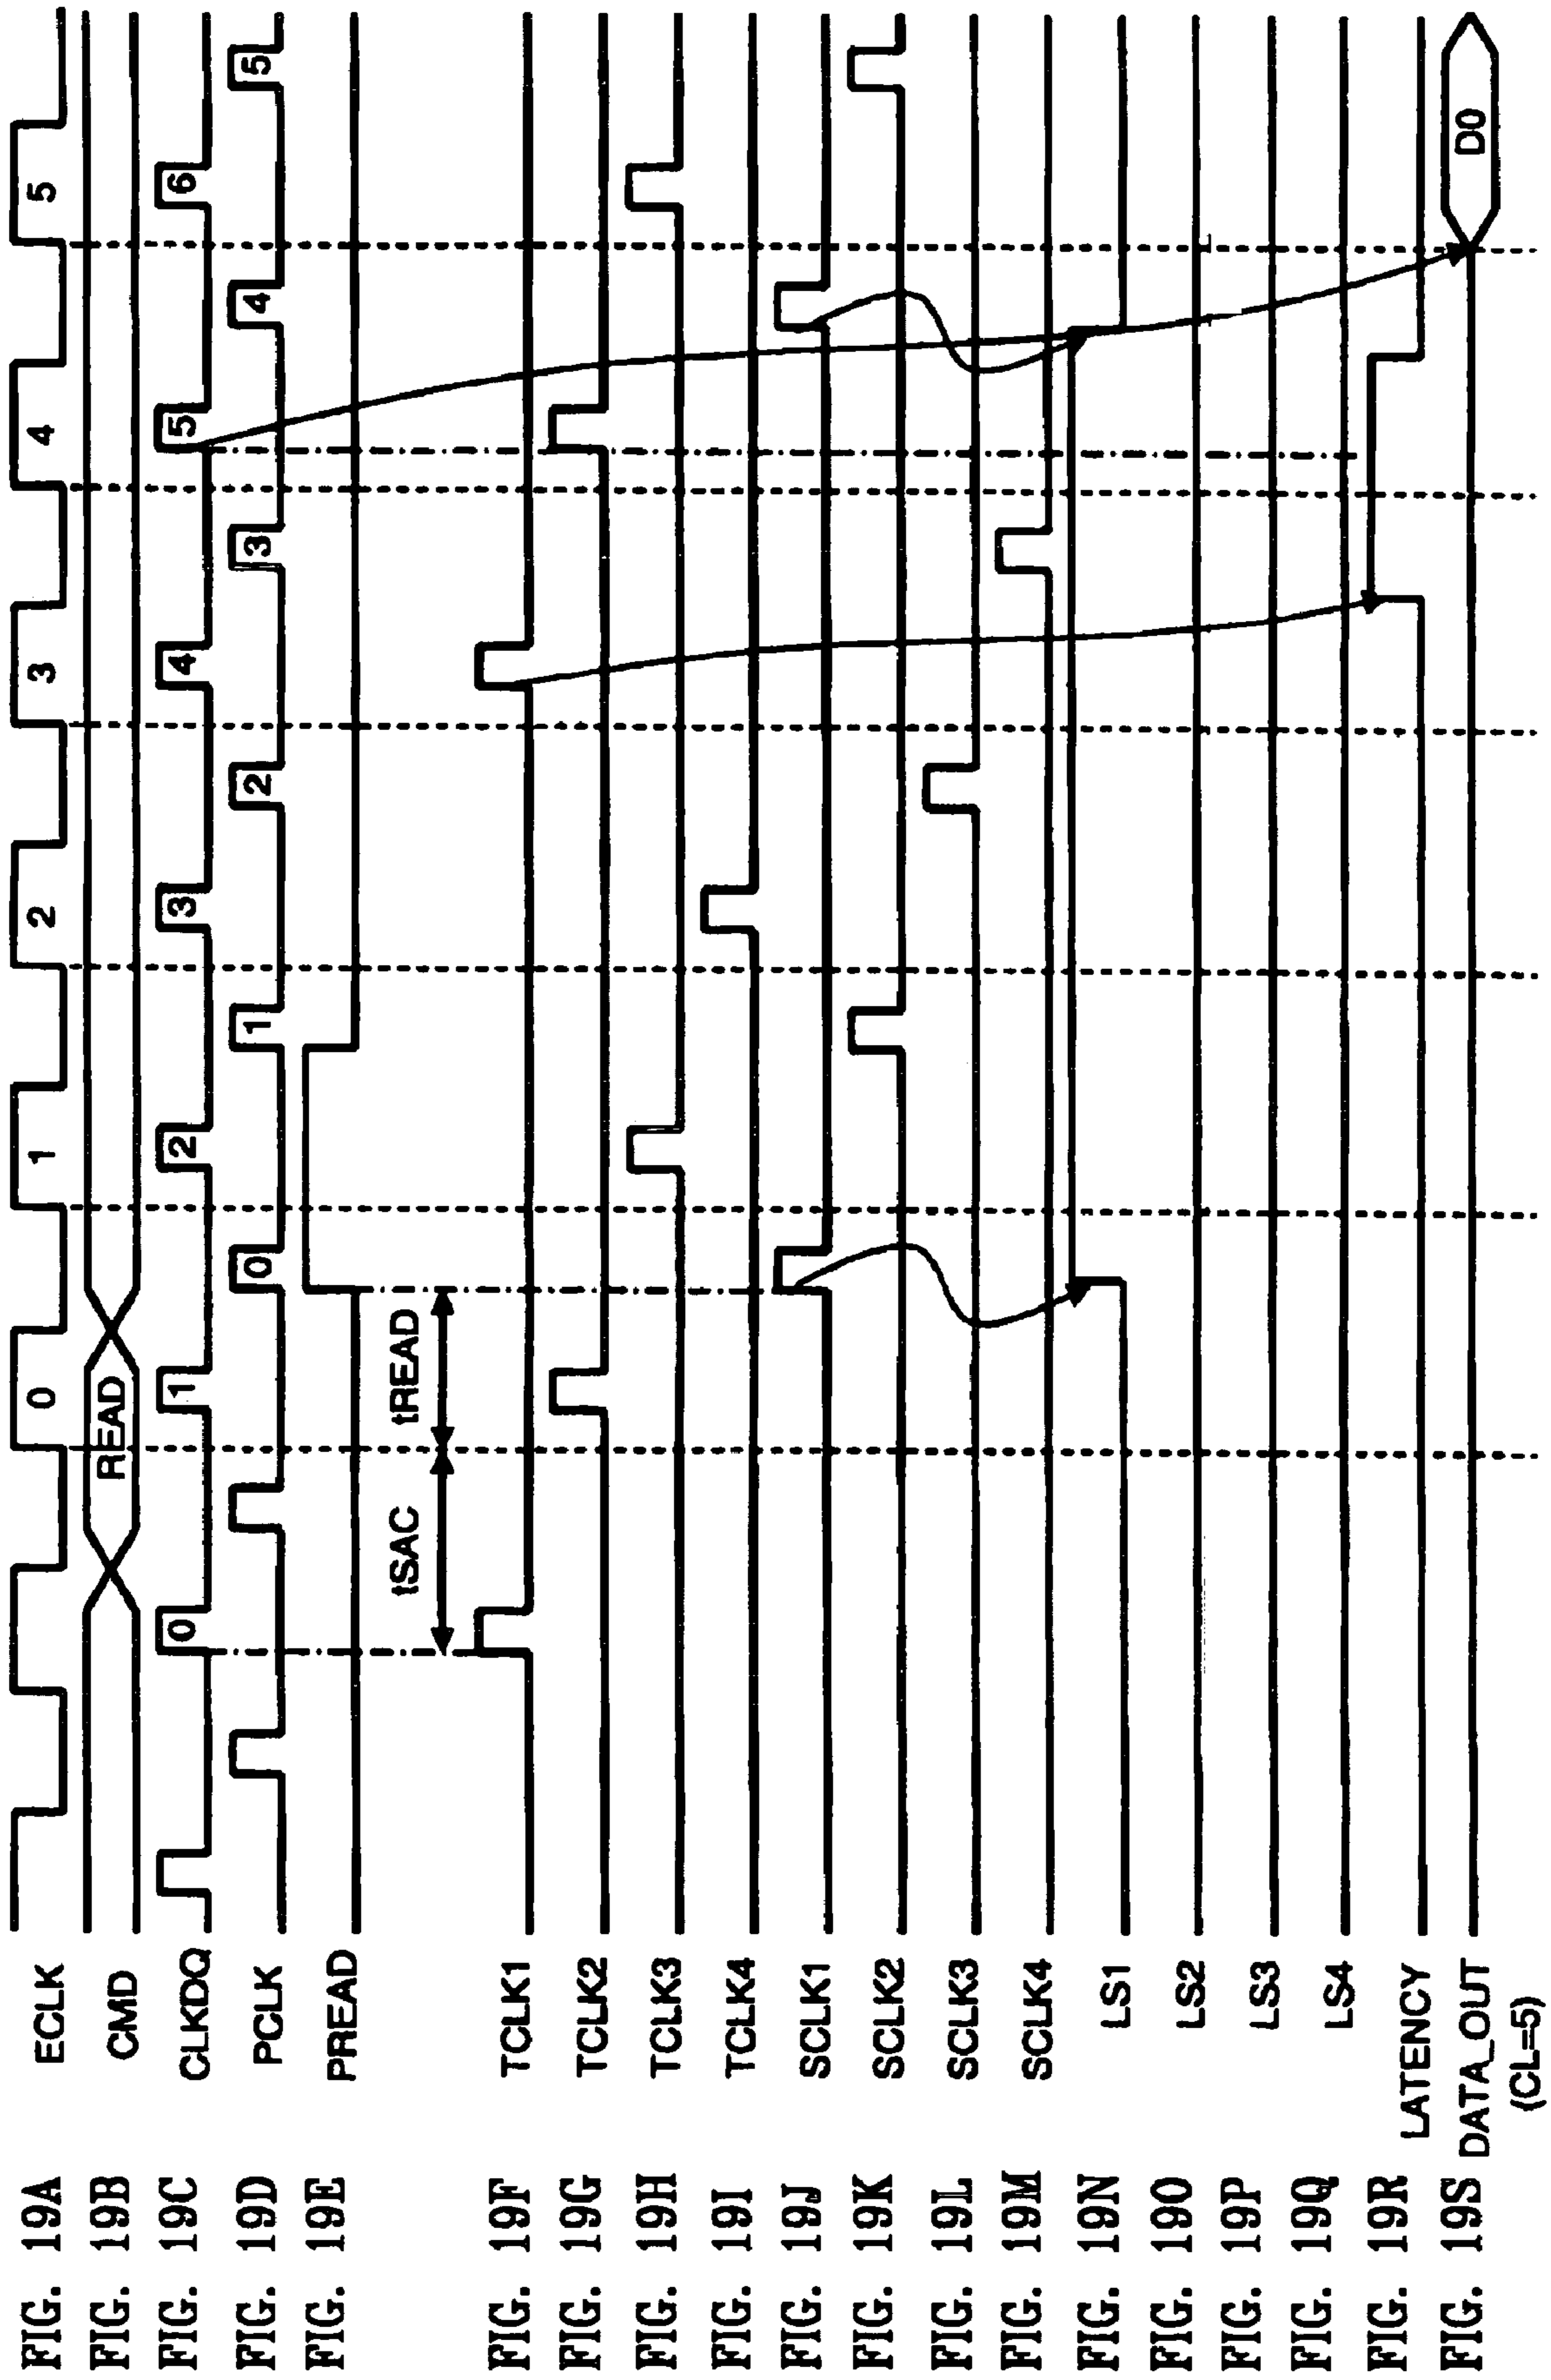 FIG. 19A ECLK 0 1 2 3 4 5
FIG. 19B CMD READ
FIG. 19C CLKDQ 0 1 2 3 4 5 6
FIG. 19D PCLK 0 1 2 3 4 5
FIG. 19E PREAD
tSAC tREAD
FIG. 19F TCLK1
FIG. 19G TCLK2
FIG. 19H TCLK3
FIG. 19I TCLK4
FIG. 19J SCLK1
FIG. 19K SCLK2
FIG. 19L SCLK3
FIG. 19M SCLK4
FIG. 19N LS1
FIG. 19O LS2
FIG. 19P LS3
FIG. 19Q LS4
FIG. 19R LATENCY
FIG. 19S DATA_OUT D0
(CL=5)